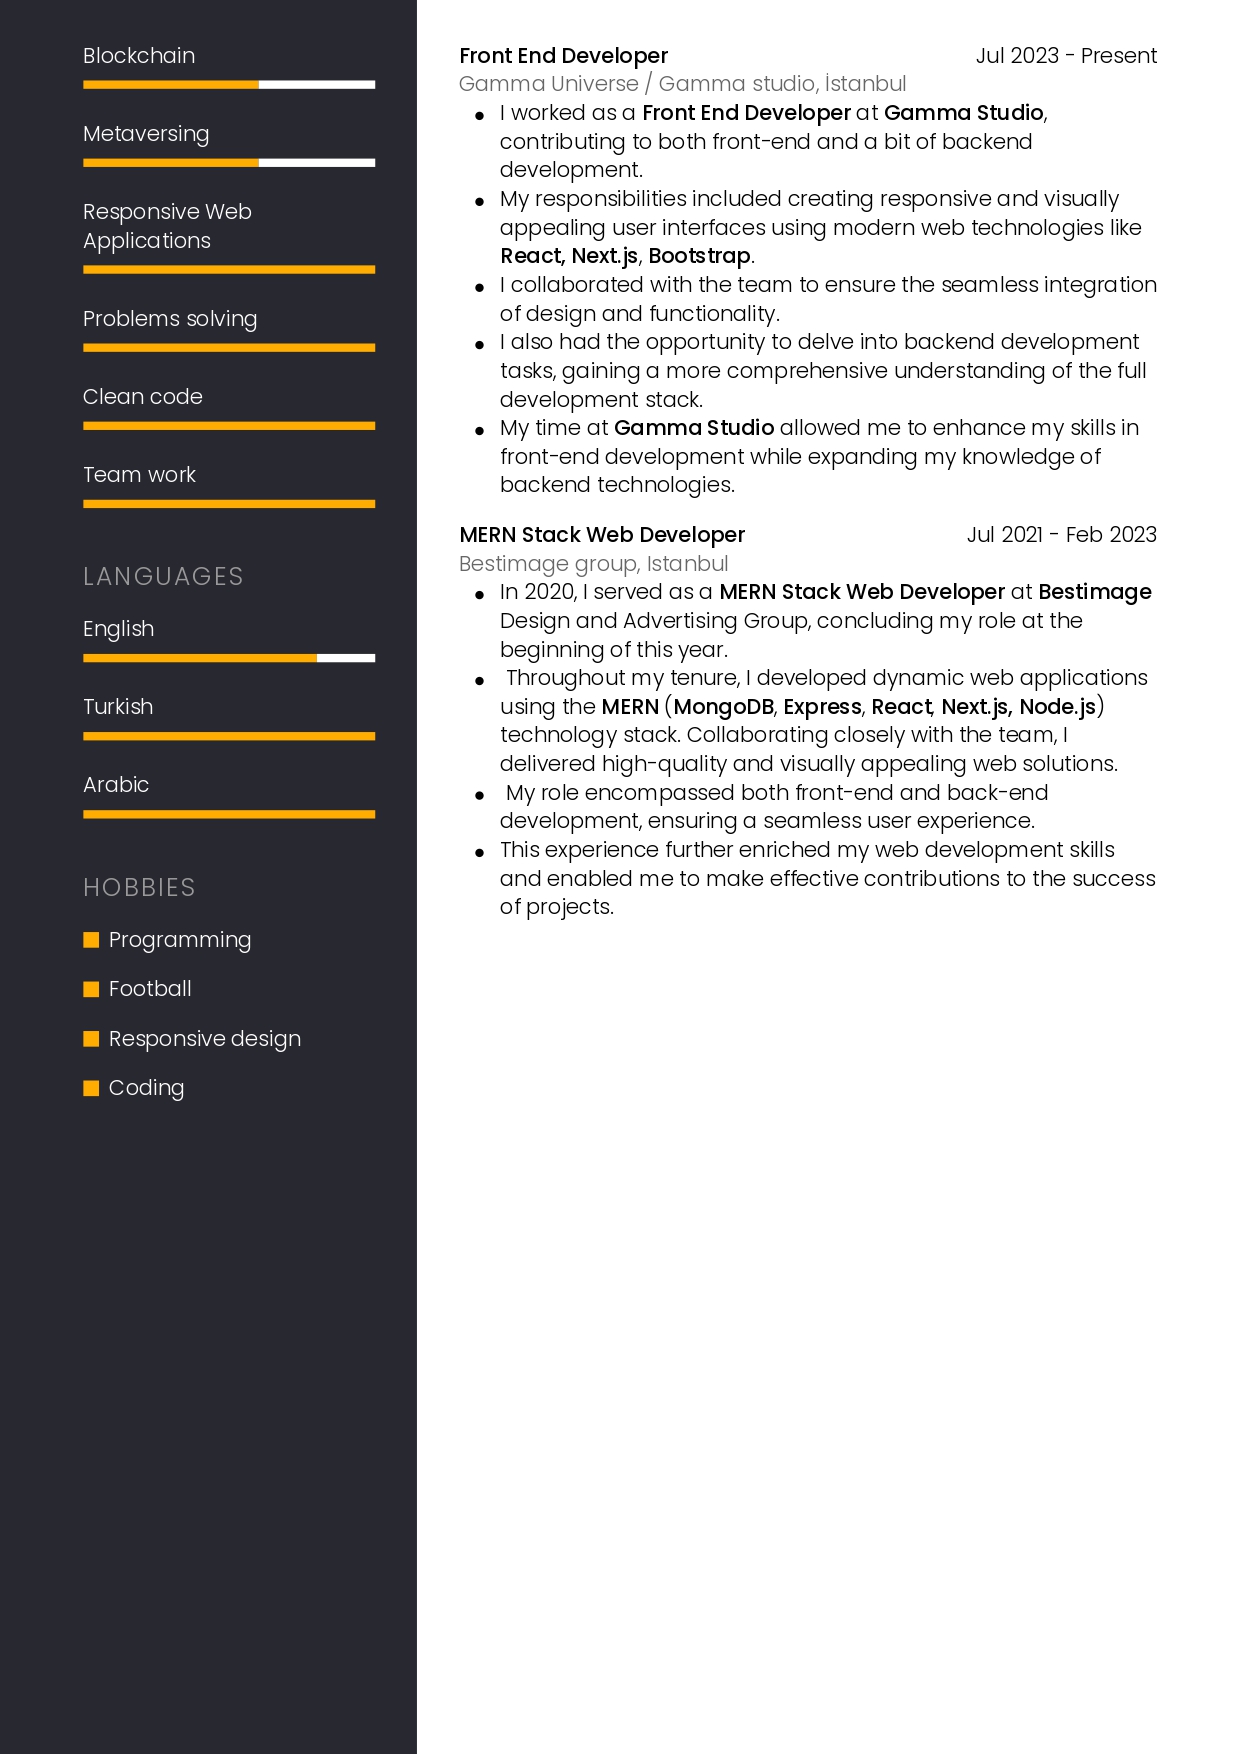 Blockchain
Metaversing
Responsive Web
Applications
Problems solving
Clean code
Team work
LANGUAGES
English
Turkish
Arabic
HOBBIES
Programming
Football
Responsive design
Coding
Front End Developer Jul 2023 - Present
Gamma Universe / Gamma studio, İstanbul
• I worked as a Front End Developer at Gamma Studio,
contributing to both front-end and a bit of backend
development.
• My responsibilities included creating responsive and visually
appealing user interfaces using modern web technologies like
React, Next.js, Bootstrap.
• I collaborated with the team to ensure the seamless integration
of design and functionality.
• I also had the opportunity to delve into backend development
tasks, gaining a more comprehensive understanding of the full
development stack.
• My time at Gamma Studio allowed me to enhance my skills in
front-end development while expanding my knowledge of
backend technologies.
MERN Stack Web Developer Jul 2021 - Feb 2023
Bestimage group, Istanbul
• In 2020, I served as a MERN Stack Web Developer at Bestimage
Design and Advertising Group, concluding my role at the
beginning of this year.
• Throughout my tenure, I developed dynamic web applications
using the MERN (MongoDB, Express, React, Next.js, Node.js)
technology stack. Collaborating closely with the team, I
delivered high-quality and visually appealing web solutions.
• My role encompassed both front-end and back-end
development, ensuring a seamless user experience.
• This experience further enriched my web development skills
and enabled me to make effective contributions to the success
of projects.